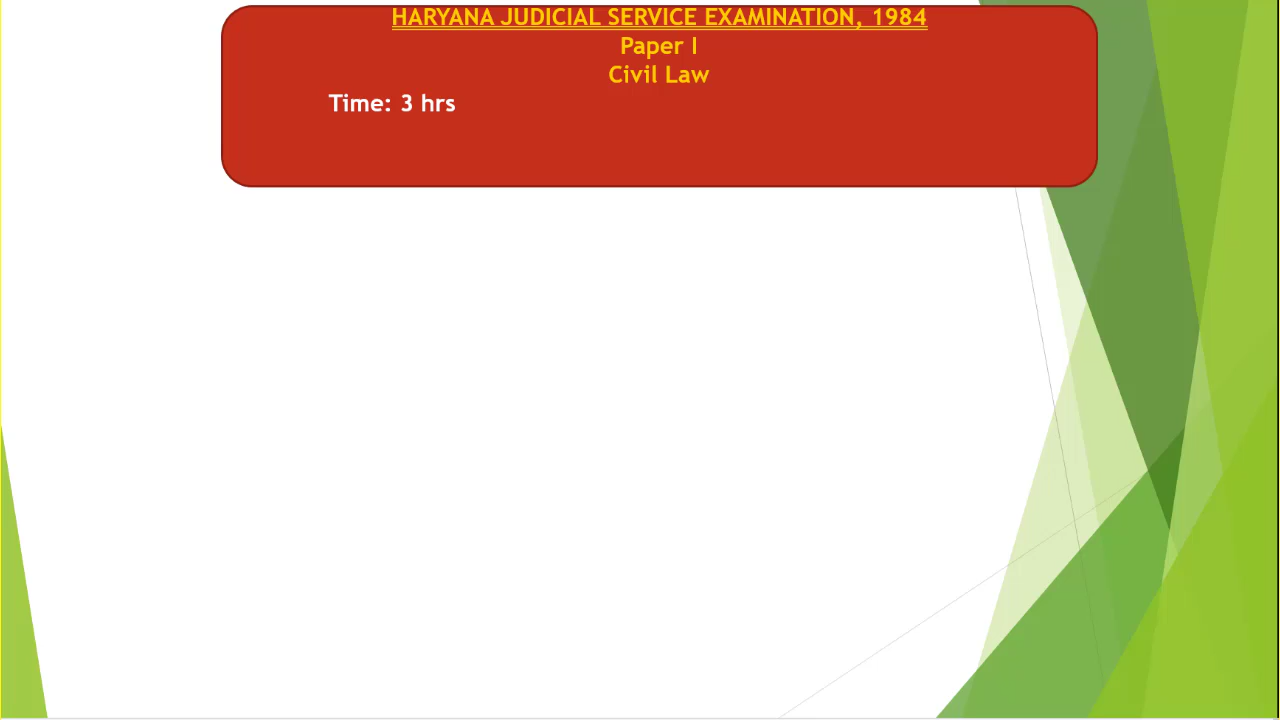 HARYANA JUDICIAL SERVICE EXAMINATION, 1984
Paper I
Civil Law
Time: 3 hrs